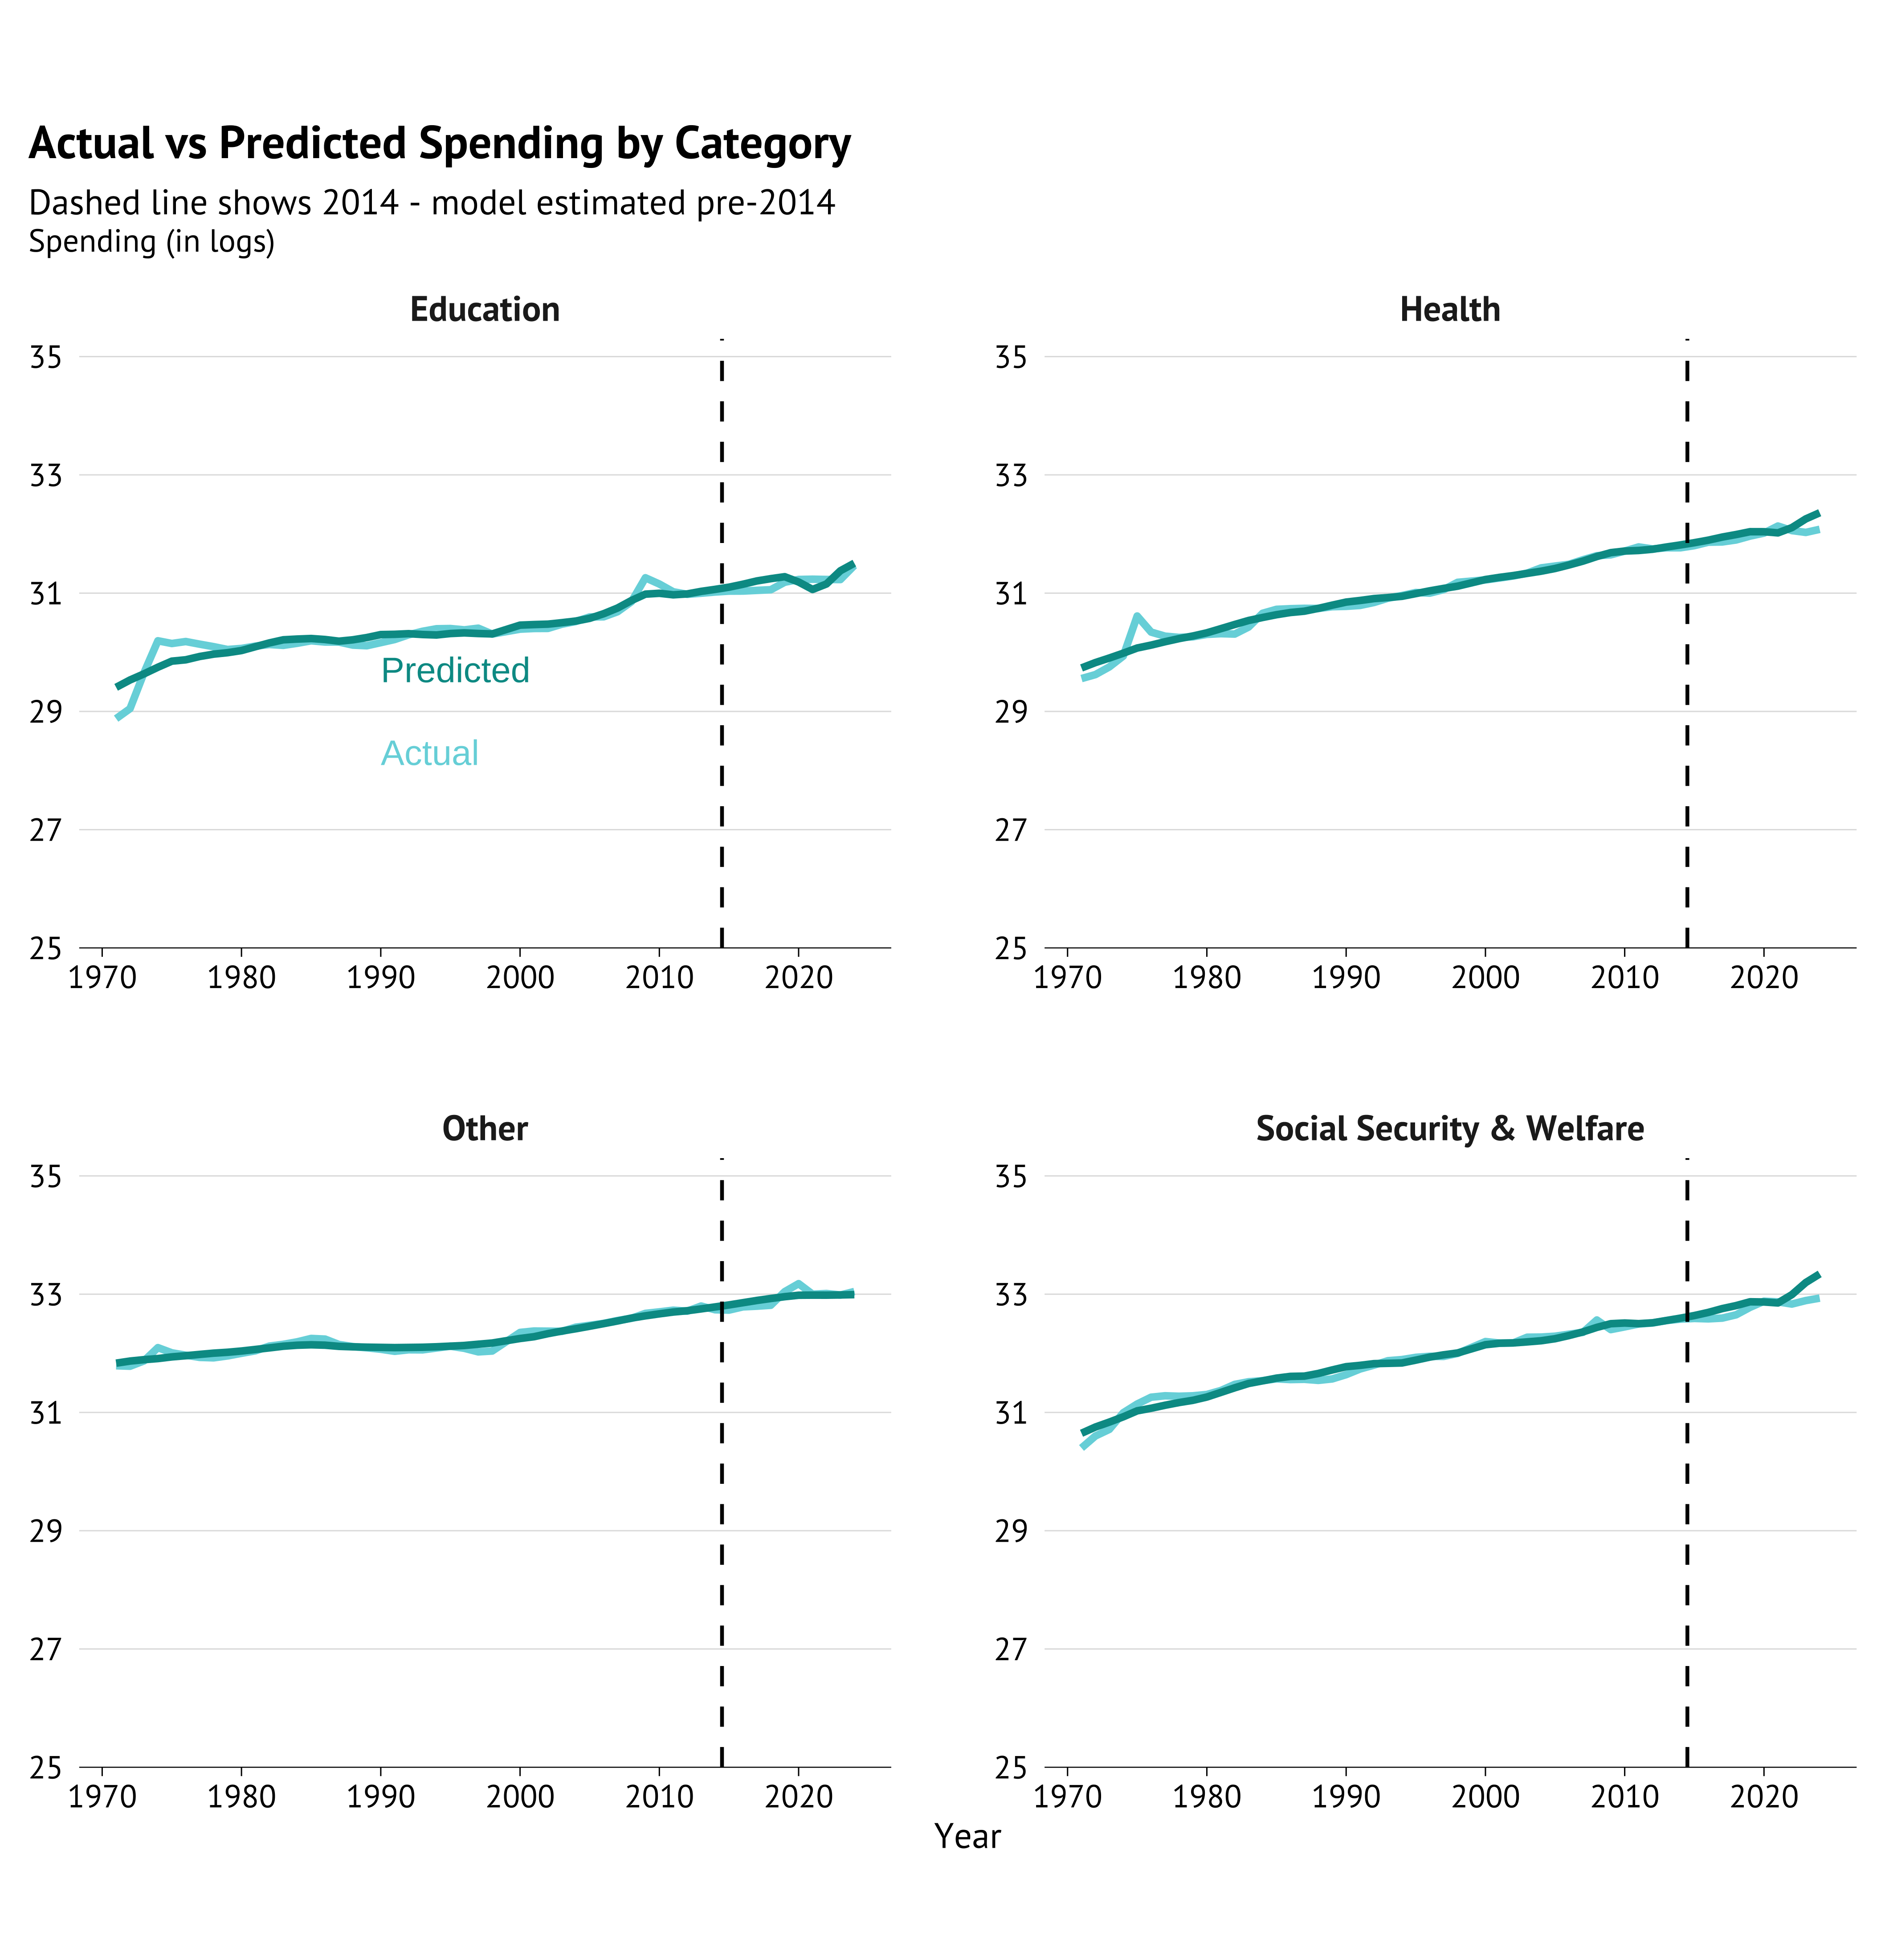 Actual vs Predicted Spending by Category
Dashed line shows 2014 - model estimated pre-2014
Spending (in logs)
Education
35
33
31
29
27
25
Predicted
Actual
1970 1980 1990 2000 2010 2020
Health
35
33
31
29
27
25
1970 1980 1990 2000 2010 2020
Other
35
33
31
29
27
25
1970 1980 1990 2000 2010 2020
Social Security & Welfare
35
33
31
29
27
25
1970 1980 1990 2000 2010 2020
Year